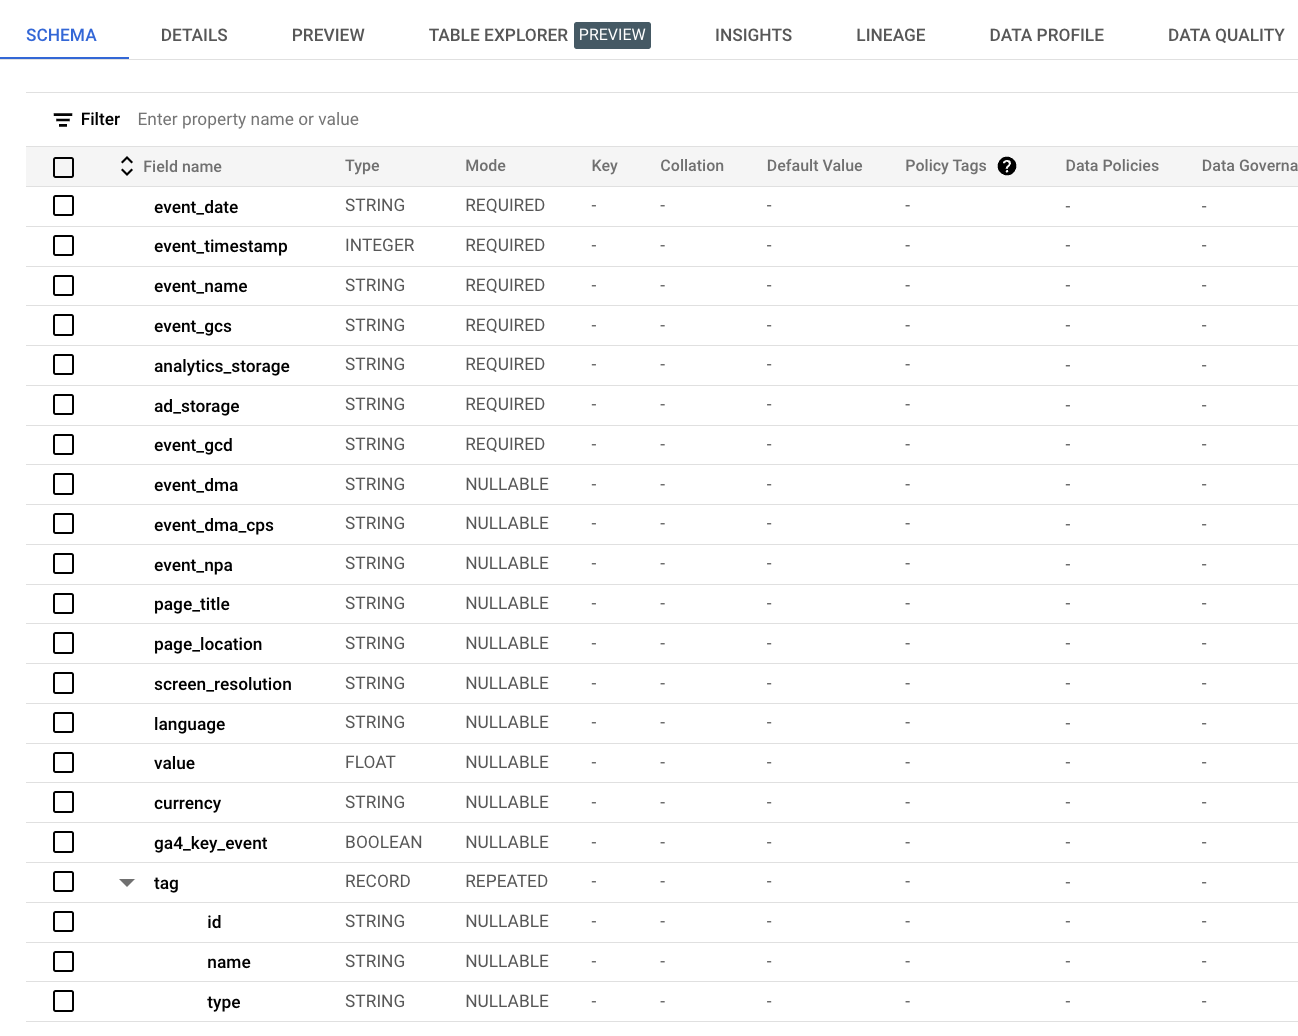 SCHEMA DETAILS PREVIEW TABLE EXPLORER PREVIEW INSIGHTS LINEAGE DATA PROFILE DATA QUALITY
Filter Enter property name or value
Field name Type Mode Key Collation Default Value Policy Tags ? Data Policies Data Governa
event_date STRING REQUIRED - - - - - -
event_timestamp INTEGER REQUIRED - - - - - -
event_name STRING REQUIRED - - - - - -
event_gcs STRING REQUIRED - - - - - -
analytics_storage STRING REQUIRED - - - - - -
ad_storage STRING REQUIRED - - - - - -
event_gcd STRING REQUIRED - - - - - -
event_dma STRING NULLABLE - - - - - -
event_dma_cps STRING NULLABLE - - - - - -
event_npa STRING NULLABLE - - - - - -
page_title STRING NULLABLE - - - - - -
page_location STRING NULLABLE - - - - - -
screen_resolution STRING NULLABLE - - - - - -
language STRING NULLABLE - - - - - -
value FLOAT NULLABLE - - - - - -
currency STRING NULLABLE - - - - - -
ga4_key_event BOOLEAN NULLABLE - - - - - -
tag RECORD REPEATED - - - - - -
id STRING NULLABLE - - - - - -
name STRING NULLABLE - - - - - -
type STRING NULLABLE - - - - - -